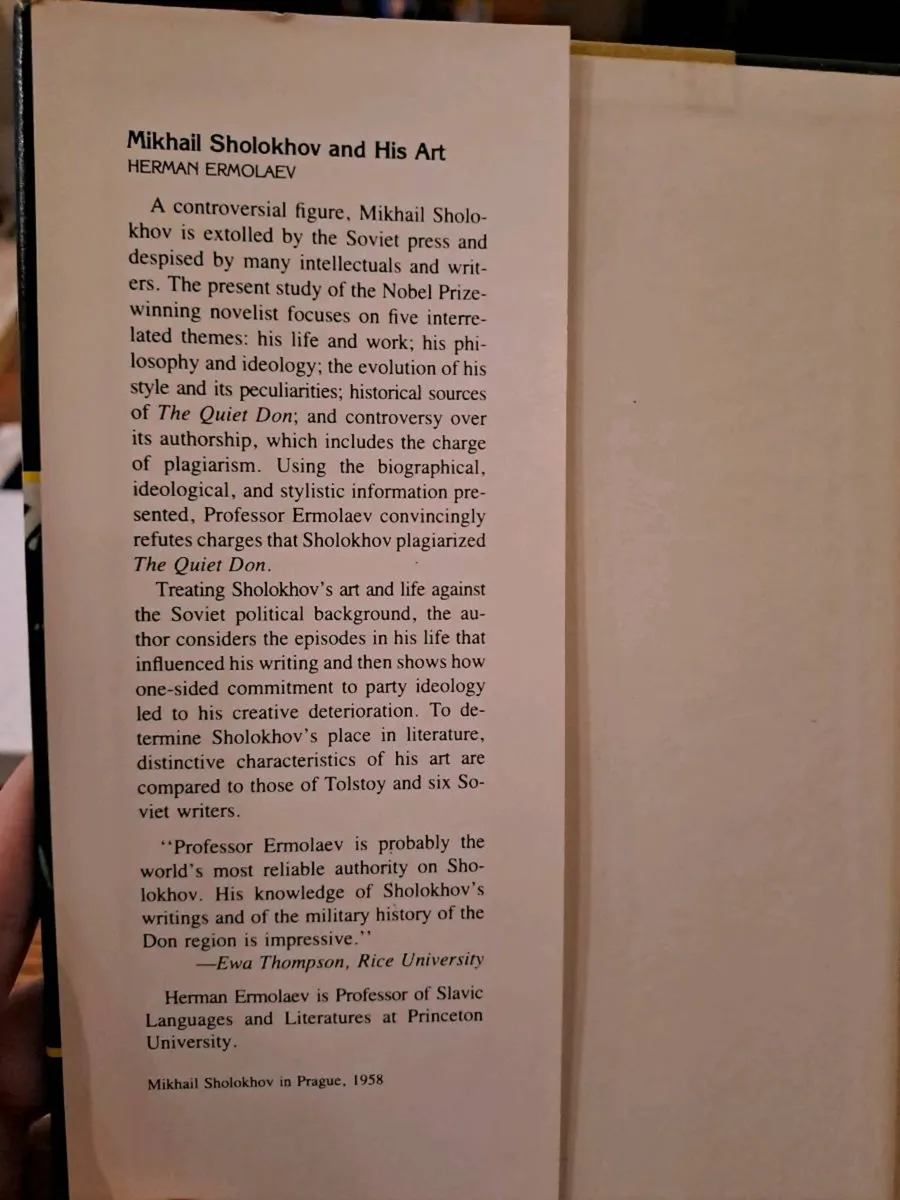 Mikhail Sholokhov and His Art
HERMAN ERMOLAEV
A controversial figure, Mikhail Sholo-
khov is extolled by the Soviet press and
despised by many intellectuals and writ-
ers. The present study of the Nobel Prize-
winning novelist focuses on five interre-
lated themes: his life and work; his phi-
losophy and ideology; the evolution of his
style and its peculiarities; historical sources
of The Quiet Don; and controversy over
its authorship, which includes the charge
of plagiarism. Using the biographical,
ideological, and stylistic information pre-
sented, Professor Ermolaev convincingly
refutes charges that Sholokhov plagiarized
The Quiet Don.
Treating Sholokhov's art and life against
the Soviet political background, the au-
thor considers the episodes in his life that
influenced his writing and then shows how
one-sided commitment to party ideology
led to his creative deterioration. To de-
termine Sholokhov's place in literature,
distinctive characteristics of his art are
compared to those of Tolstoy and six So-
viet writers.
‘‘Professor Ermolaev is probably the
world's most reliable authority on Sho-
lokhov. His knowledge of Sholokhov's
writings and of the military history of the
Don region is impressive.’’
—Ewa Thompson, Rice University
Herman Ermolaev is Professor of Slavic
Languages and Literatures at Princeton
University.
Mikhail Sholokhov in Prague, 1958